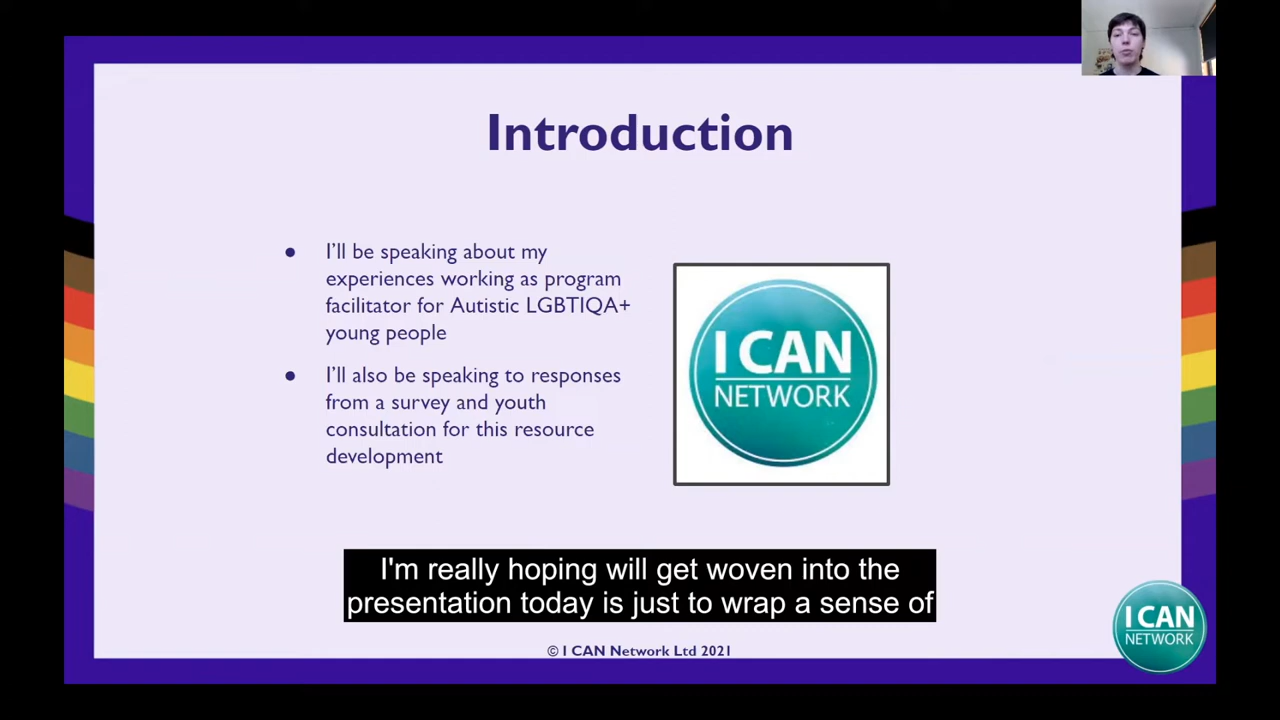 Introduction
● I'll be speaking about my
experiences working as program
facilitator for Autistic LGBTIQA+
young people
● I'll also be speaking to responses
from a survey and youth
consultation for this resource
development
I CAN
NETWORK
I'm really hoping will get woven into the
presentation today is just to wrap a sense of
© I CAN Network Ltd 2021
I CAN
NETWORK